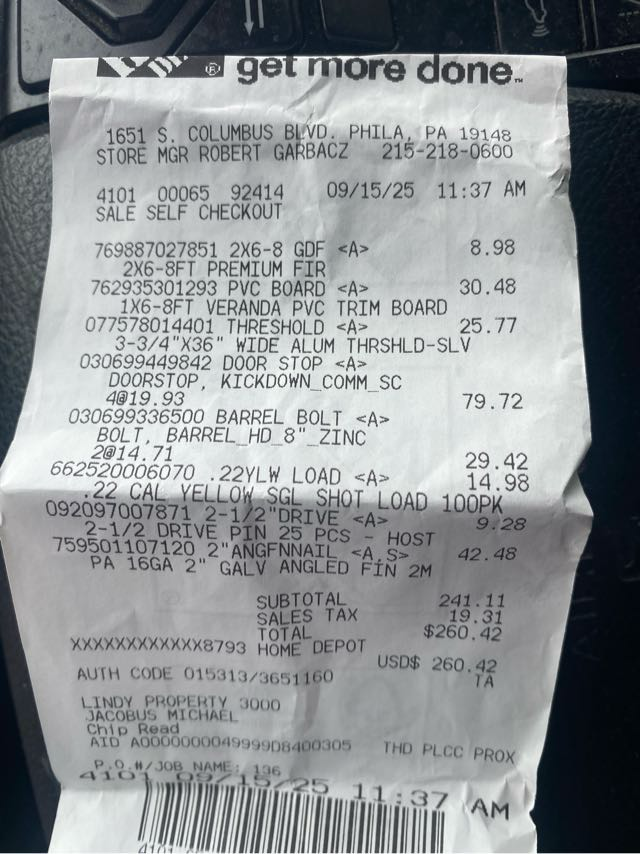 ® get more done.™
1651 S. COLUMBUS BLVD. PHILA, PA 19148
STORE MGR ROBERT GARBACZ 215-218-0600
4101 00065 92414 09/15/25 11:37 AM
SALE SELF CHECKOUT
769887027851 2X6-8 GDF <A> 8.98
2X6-8FT PREMIUM FIR
762935301293 PVC BOARD <A> 30.48
1X6-8FT VERANDA PVC TRIM BOARD
077578014401 THRESHOLD <A> 25.77
3-3/4"X36" WIDE ALUM THRSHLD-SLV
030699449842 DOOR STOP <A>
DOORSTOP, KICKDOWN_COMM_SC
4@19.93 79.72
030699336500 BARREL BOLT <A>
BOLT, BARREL_HD_8"_ZINC
2@14.71 29.42
662520006070 .22YLW LOAD <A> 14.98
.22 CAL YELLOW SGL SHOT LOAD 100PK
092097007871 2-1/2"DRIVE <A> 9.28
2-1/2 DRIVE PIN 25 PCS - HOST
759501107120 2"ANGFNNAIL <A,S> 42.48
PA 16GA 2" GALV ANGLED FIN 2M
SUBTOTAL 241.11
SALES TAX 19.31
TOTAL $260.42
XXXXXXXXXXXX8793 HOME DEPOT
USD$ 260.42
AUTH CODE 015313/3651160 TA
LINDY PROPERTY 3000
JACOBUS MICHAEL
Chip Read
AID A0000000049999D8400305 THD PLCC PROX
P.O.#/JOB NAME: 136
4101 09/15/25 11:37 AM